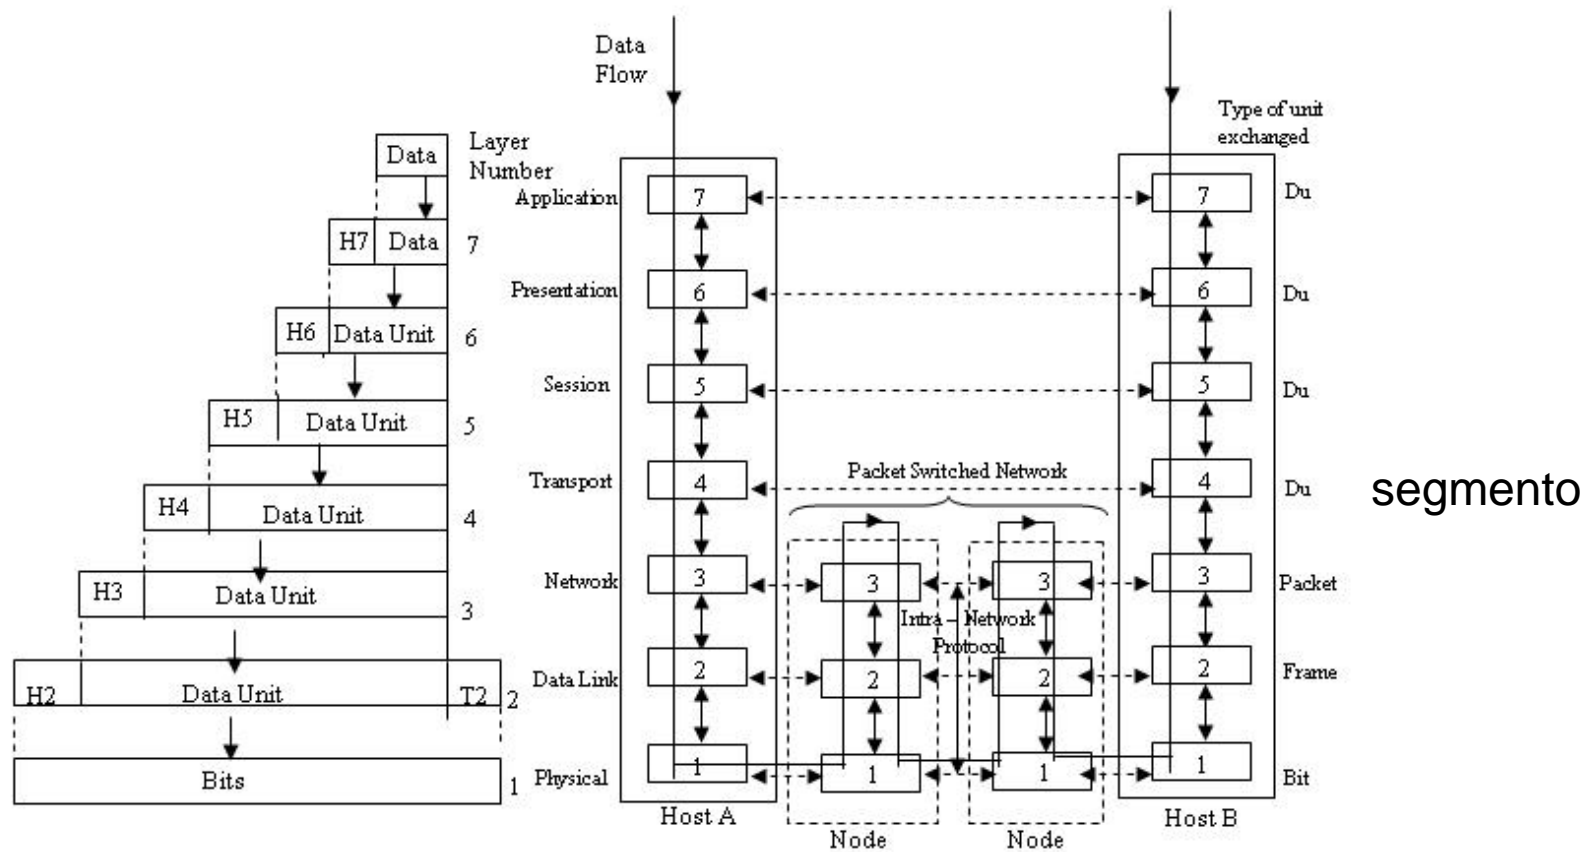 Data
Flow
Type of unit
exchanged
Data
Layer
Number
Application
7
7
Du
H7
Data
7
Presentation
6
6
Du
H6
Data Unit
6
Session
5
5
Du
H5
Data Unit
5
Packet Switched Network
Transport
4
4
Du
segmento
H4
Data Unit
4
Network
3
3
3
3
Packet
H3
Data Unit
3
Intra – Network
Protocol
Data Link
2
2
2
2
Frame
H2
Data Unit
T2
2
Physical
1
1
1
1
Bit
Bits
1
Host A
Host B
Node
Node